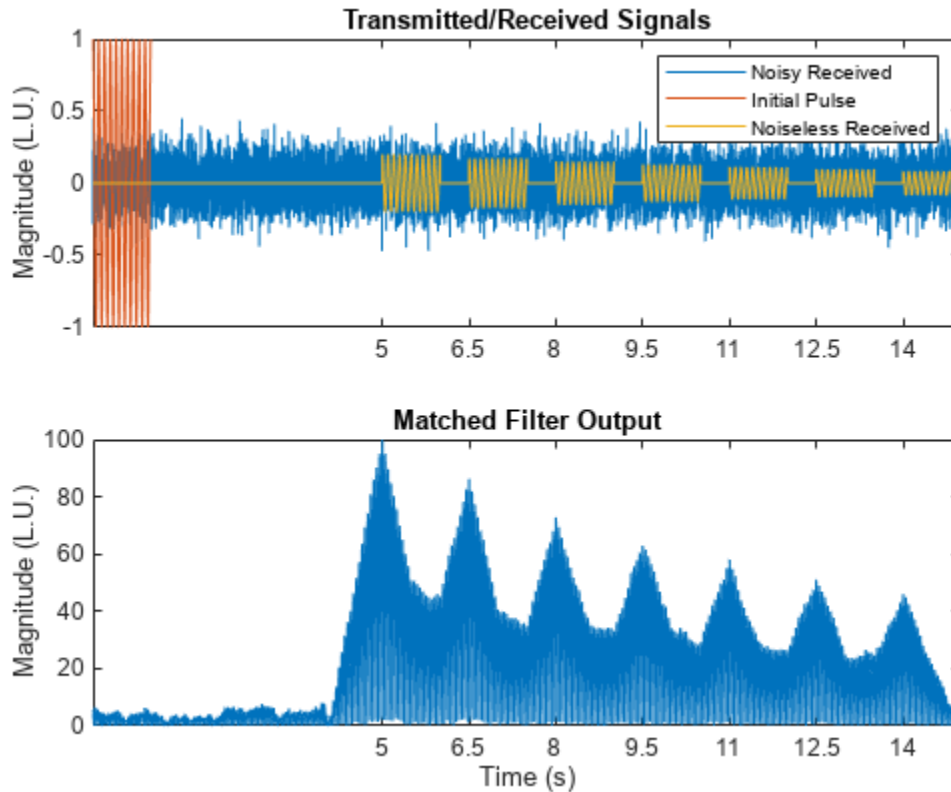 Transmitted/Received Signals
Magnitude (L.U.)
1
0.5
0
-0.5
-1
Noisy Received
Initial Pulse
Noiseless Received
5 6.5 8 9.5 11 12.5 14
Matched Filter Output
Magnitude (L.U.)
100
80
60
40
20
0
5 6.5 8 9.5 11 12.5 14
Time (s)